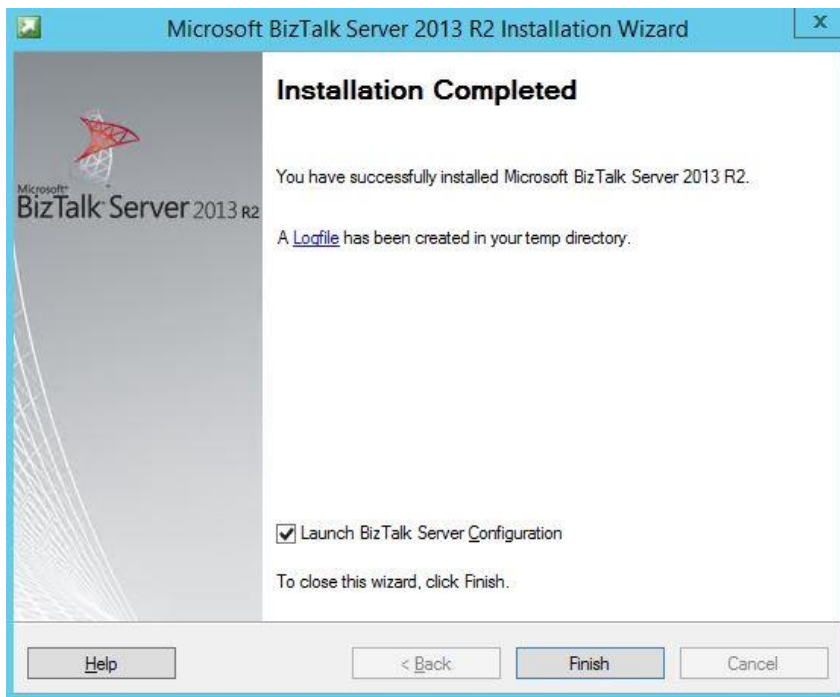 Microsoft BizTalk Server 2013 R2 Installation Wizard
x
Microsoft®
BizTalk Server 2013 R2
Installation Completed
You have successfully installed Microsoft BizTalk Server 2013 R2.
A Logfile has been created in your temp directory.
Launch BizTalk Server Configuration
To close this wizard, click Finish.
Help
< Back
Finish
Cancel